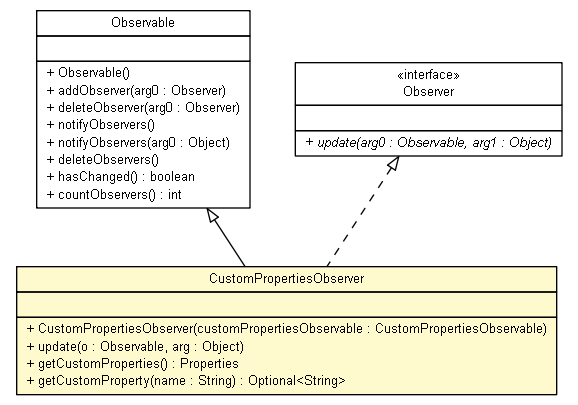 Observable
+ Observable()
+ addObserver(arg0 : Observer)
+ deleteObserver(arg0 : Observer)
+ notifyObservers()
+ notifyObservers(arg0 : Object)
+ deleteObservers()
+ hasChanged() : boolean
+ countObservers() : int
«interface»
Observer
+ update(arg0 : Observable, arg1 : Object)
CustomPropertiesObserver
+ CustomPropertiesObserver(customPropertiesObservable : CustomPropertiesObservable)
+ update(o : Observable, arg : Object)
+ getCustomProperties() : Properties
+ getCustomProperty(name : String) : Optional<String>